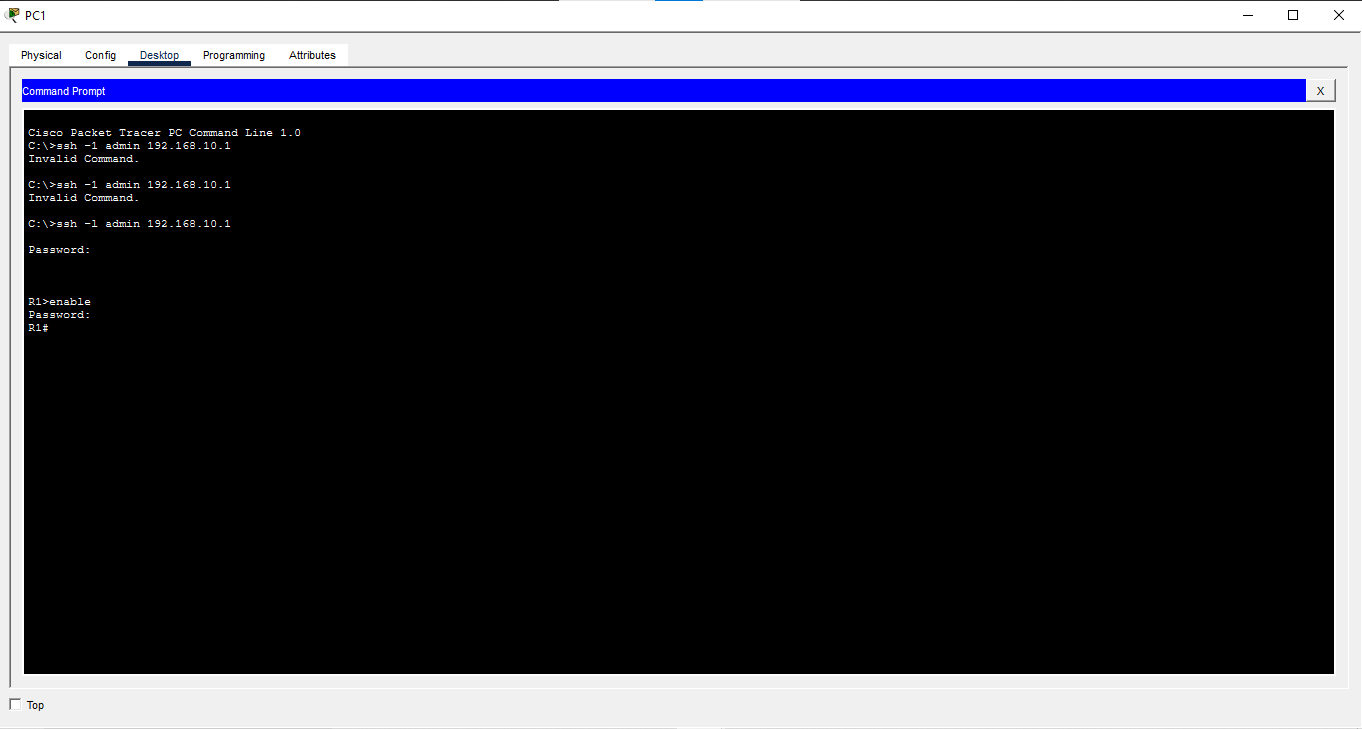 PC1
Physical Config Desktop Programming Attributes
Command Prompt X
Cisco Packet Tracer PC Command Line 1.0
C:\>ssh -1 admin 192.168.10.1
Invalid Command.
C:\>ssh -1 admin 192.168.10.1
Invalid Command.
C:\>ssh -l admin 192.168.10.1
Password:
R1>enable
Password:
R1#
Top